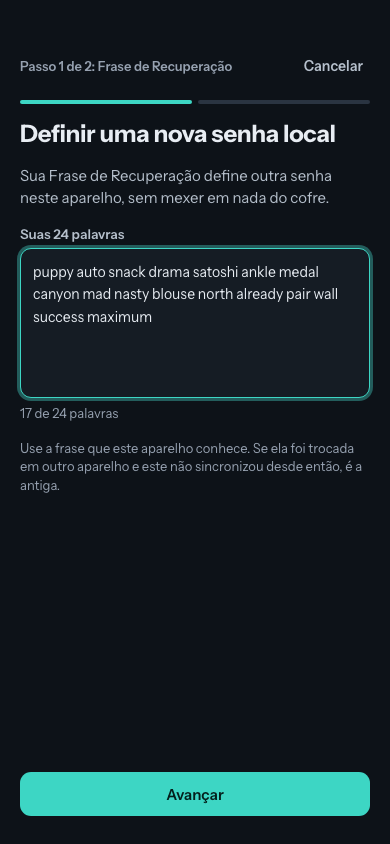 Passo 1 de 2: Frase de Recuperação
Cancelar
Definir uma nova senha local
Sua Frase de Recuperação define outra senha
neste aparelho, sem mexer em nada do cofre.
Suas 24 palavras
puppy auto snack drama satoshi ankle medal
canyon mad nasty blouse north already pair wall
success maximum
17 de 24 palavras
Use a frase que este aparelho conhece. Se ela foi trocada
em outro aparelho e este não sincronizou desde então, é a
antiga.
Avançar